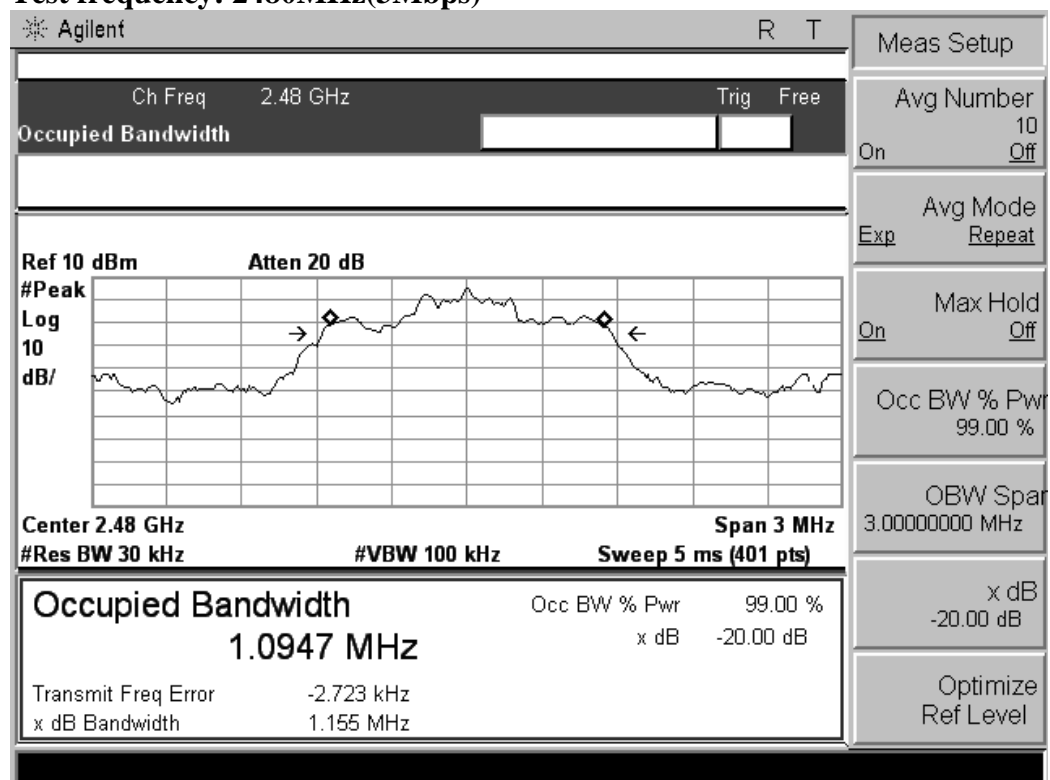 Test frequency: 2480MHz(3Mbps)
Agilent R T
Ch Freq 2.48 GHz Trig Free
Occupied Bandwidth
Ref 10 dBm Atten 20 dB
#Peak
Log
10
dB/
Center 2.48 GHz Span 3 MHz
#Res BW 30 kHz #VBW 100 kHz Sweep 5 ms (401 pts)
Occupied Bandwidth
1.0947 MHz
Occ BW % Pwr 99.00 %
x dB -20.00 dB
Transmit Freq Error -2.723 kHz
x dB Bandwidth 1.155 MHz
Meas Setup
Avg Number
10
On Off
Avg Mode
Exp Repeat
Max Hold
On Off
Occ BW % Pwr
99.00 %
OBW Span
3.00000000 MHz
x dB
-20.00 dB
Optimize
Ref Level